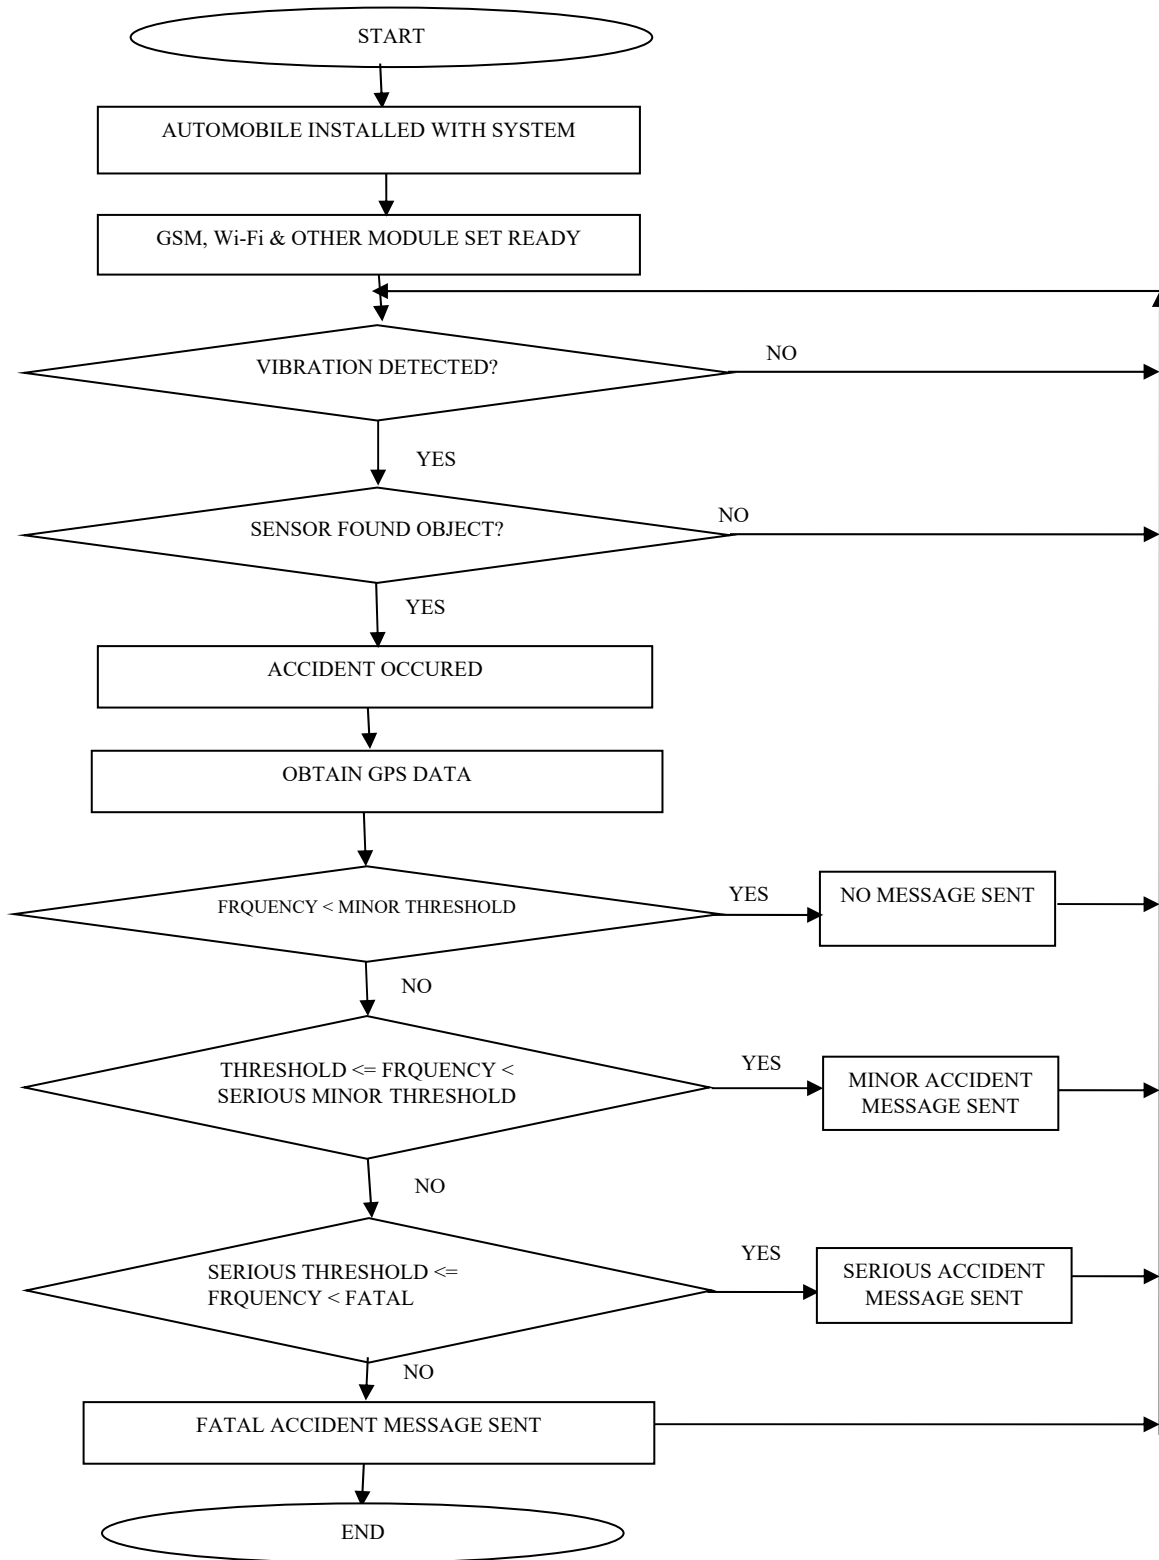 START
AUTOMOBILE INSTALLED WITH SYSTEM
GSM, Wi-Fi & OTHER MODULE SET READY
VIBRATION DETECTED?
NO
YES
SENSOR FOUND OBJECT?
NO
YES
ACCIDENT OCCURED
OBTAIN GPS DATA
FRQUENCY < MINOR THRESHOLD
YES
NO MESSAGE SENT
NO
THRESHOLD <= FRQUENCY <
SERIOUS MINOR THRESHOLD
YES
MINOR ACCIDENT
MESSAGE SENT
NO
SERIOUS THRESHOLD <=
FRQUENCY < FATAL
YES
SERIOUS ACCIDENT
MESSAGE SENT
NO
FATAL ACCIDENT MESSAGE SENT
END